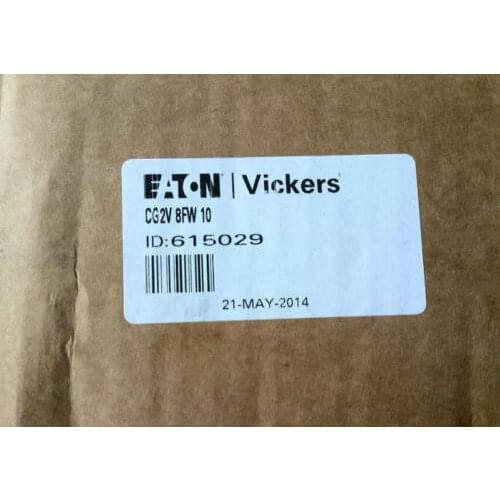 EATON | Vickers
CG2V 8FW 10
ID:615029
21-MAY-2014